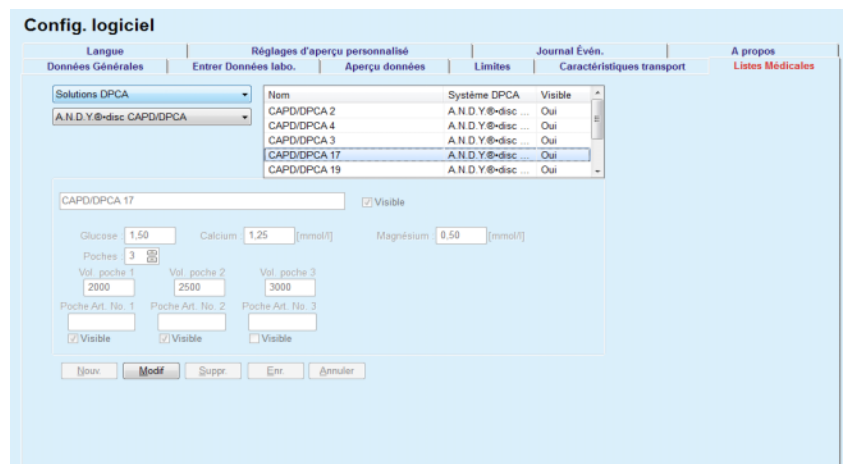 Config. logiciel
Langue Réglages d'aperçu personnalisé Journal Évén. A propos
Données Générales Entrer Données labo. Aperçu données Limites Caractéristiques transport Listes Médicales
Solutions DPCA
A.N.D.Y.®•disc CAPD/DPCA
Nom Système DPCA Visible
CAPD/DPCA 2 A.N.D.Y.®•disc ... Oui
CAPD/DPCA 4 A.N.D.Y.®•disc ... Oui
CAPD/DPCA 3 A.N.D.Y.®•disc ... Oui
CAPD/DPCA 17 A.N.D.Y.®•disc ... Oui
CAPD/DPCA 19 A.N.D.Y.®•disc ... Oui
CAPD/DPCA 17 Visible
Glucose : 1,50 Calcium : 1,25 [mmol/l] Magnésium : 0,50 [mmol/l]
Poches : 3
Vol. poche 1 Vol. poche 2 Vol. poche 3
2000 2500 3000
Poche Art. No. 1 Poche Art. No. 2 Poche Art. No. 3
Visible Visible Visible
Nouv. Modif Suppr. Enr. Annuler